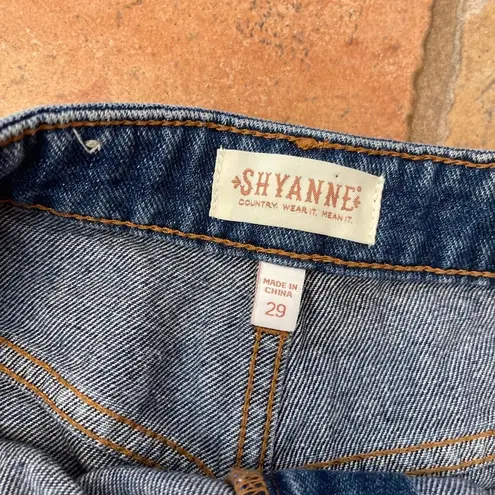 SHYANNE®
COUNTRY. WEAR IT. MEAN IT.
MADE IN
CHINA
29